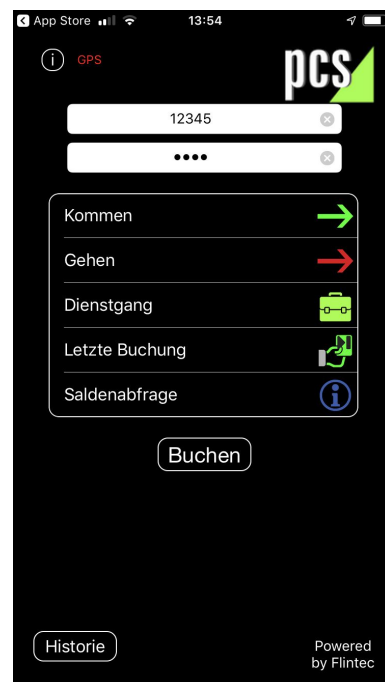 App Store 13:54
i GPS
pcs
12345
••••
Kommen
Gehen
Dienstgang
Letzte Buchung
Saldenabfrage
Buchen
Historie
Powered
by Flintec